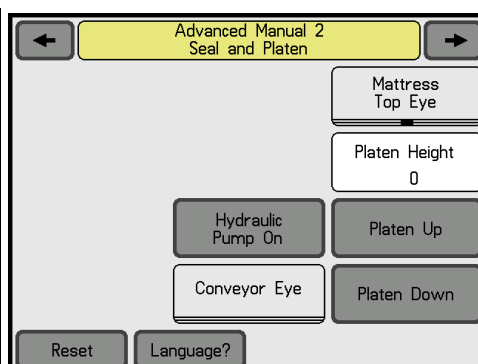 Advanced Manual 2
Seal and Platen
Mattress
Top Eye
Platen Height
0
Hydraulic
Pump On
Platen Up
Conveyor Eye
Platen Down
Reset
Language?